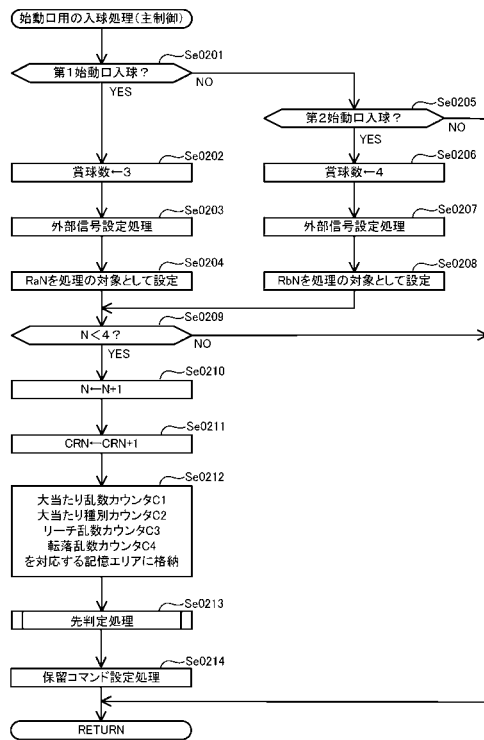 始動口用の入球処理(主制御)
Se0201
第1始動口入球?
NO
YES
Se0205
第2始動口入球?
NO
YES
Se0202
賞球数←3
Se0206
賞球数←4
Se0203
外部信号設定処理
Se0207
外部信号設定処理
Se0204
RaNを処理の対象として設定
Se0208
RbNを処理の対象として設定
Se0209
N<4?
NO
YES
Se0210
N←N+1
Se0211
CRN←CRN+1
Se0212
大当たり乱数カウンタC1
大当たり種別カウンタC2
リーチ乱数カウンタC3
転落乱数カウンタC4
を対応する記憶エリアに格納
Se0213
先判定処理
Se0214
保留コマンド設定処理
RETURN